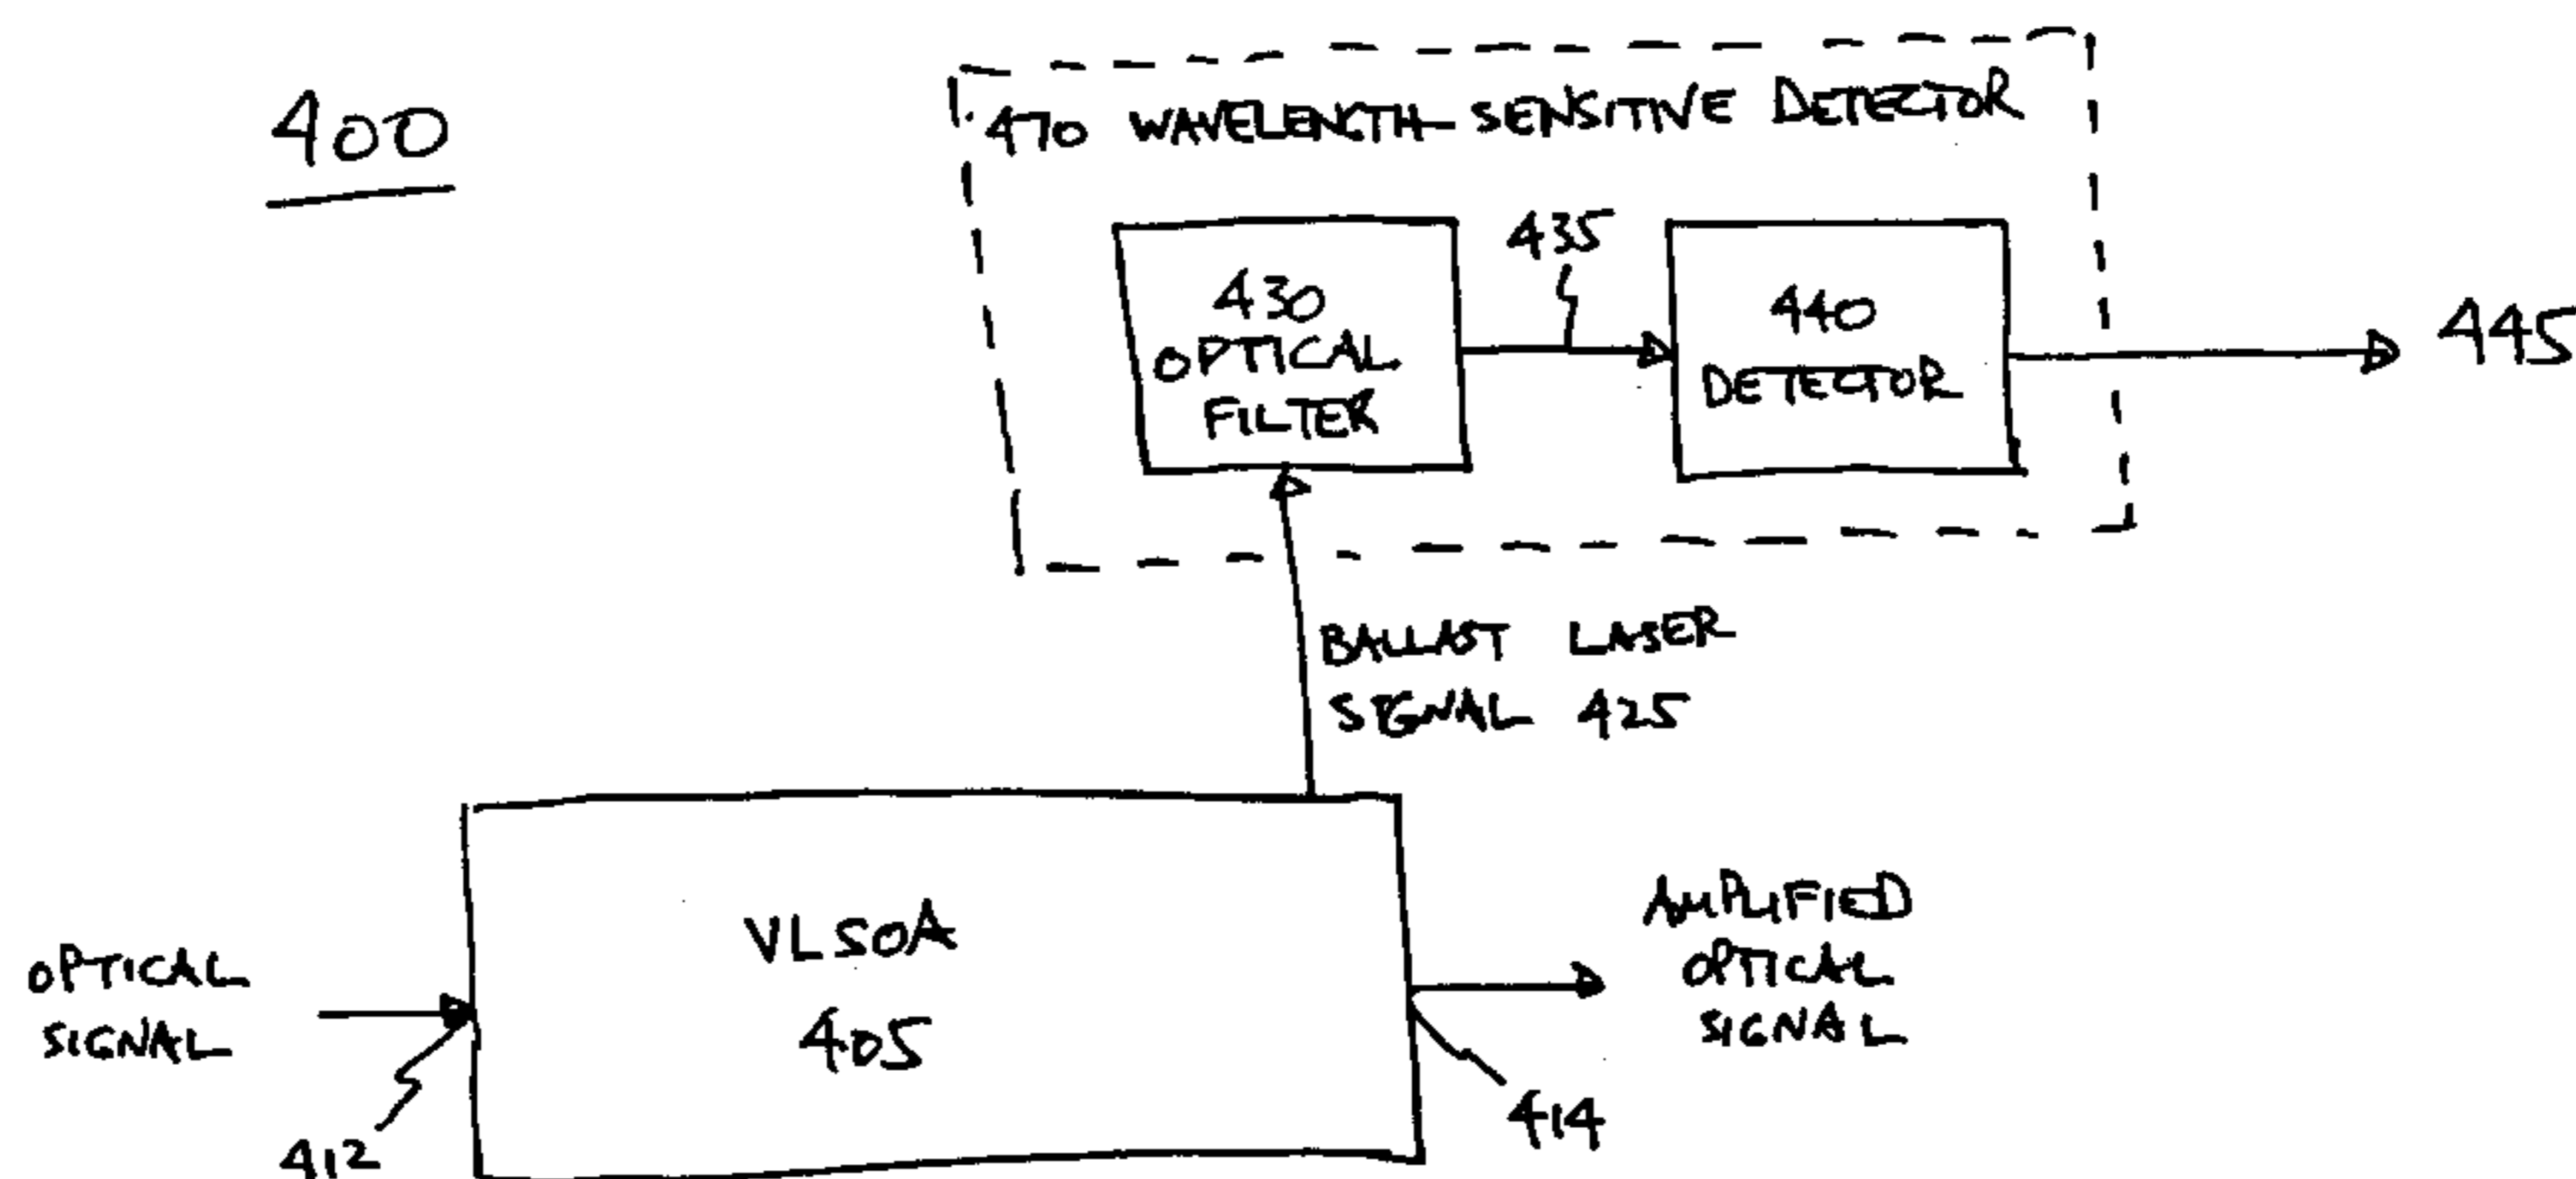 400
470 WAVELENGTH-SENSITIVE DETECTOR
435
430
OPTICAL
FILTER
440
DETECTOR
445
BALLAST LASER
SIGNAL 425
OPTICAL
SIGNAL
412
VLSOA
405
AMPLIFIED
OPTICAL
SIGNAL
414